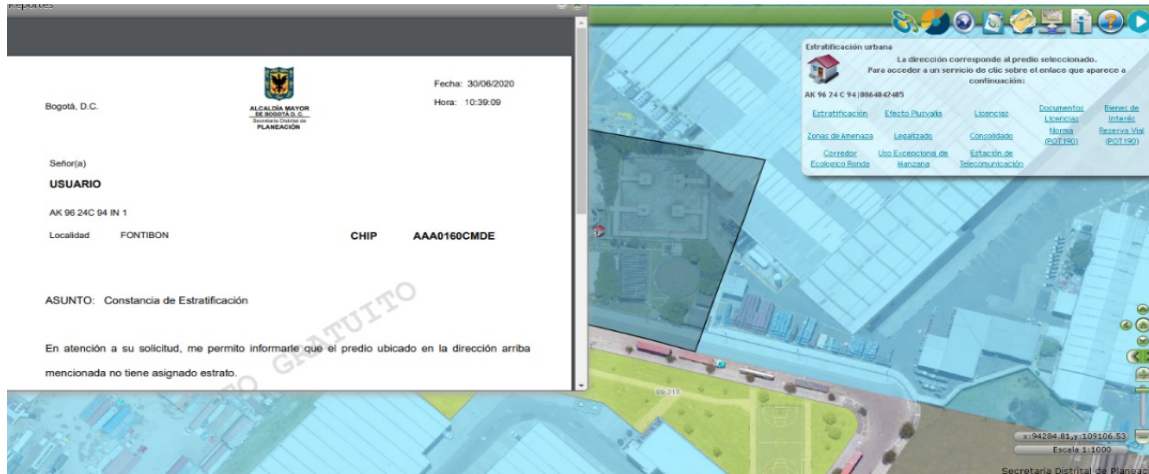 Reportes
Fecha: 30/06/2020
Bogotá, D.C.
Hora: 10:39:09
ALCALDÍA MAYOR
DE BOGOTÁ D.C.
Secretaría Distrital de
PLANEACIÓN
Señor(a)
USUARIO
AK 96 24C 94 IN 1
Localidad FONTIBON CHIP AAA0160CMDE
ASUNTO: Constancia de Estratificación
GRATUITO
En atención a su solicitud, me permito informarle que el predio ubicado en la dirección arriba
mencionada no tiene asignado estrato.
Estratificación urbana
La dirección corresponde al predio seleccionado.
Para acceder a un servicio de clic sobre el enlace que aparece a
continuación:
AK 96 24 C 94 |0064042405
Estratificación Efecto Plusvalía Licencias Documentos Licencias Bienes de Interés
Zonas de Amenaza Legalizado Consolidado Norma (POT190) Reserva Vial (POT190)
Corredor Ecologico Ronda Uso Excepcional de Manzana Estación de Telecomunicación
x:94284.81,y:109106.53
Escala 1:1000
Secretaría Distrital de Planeac